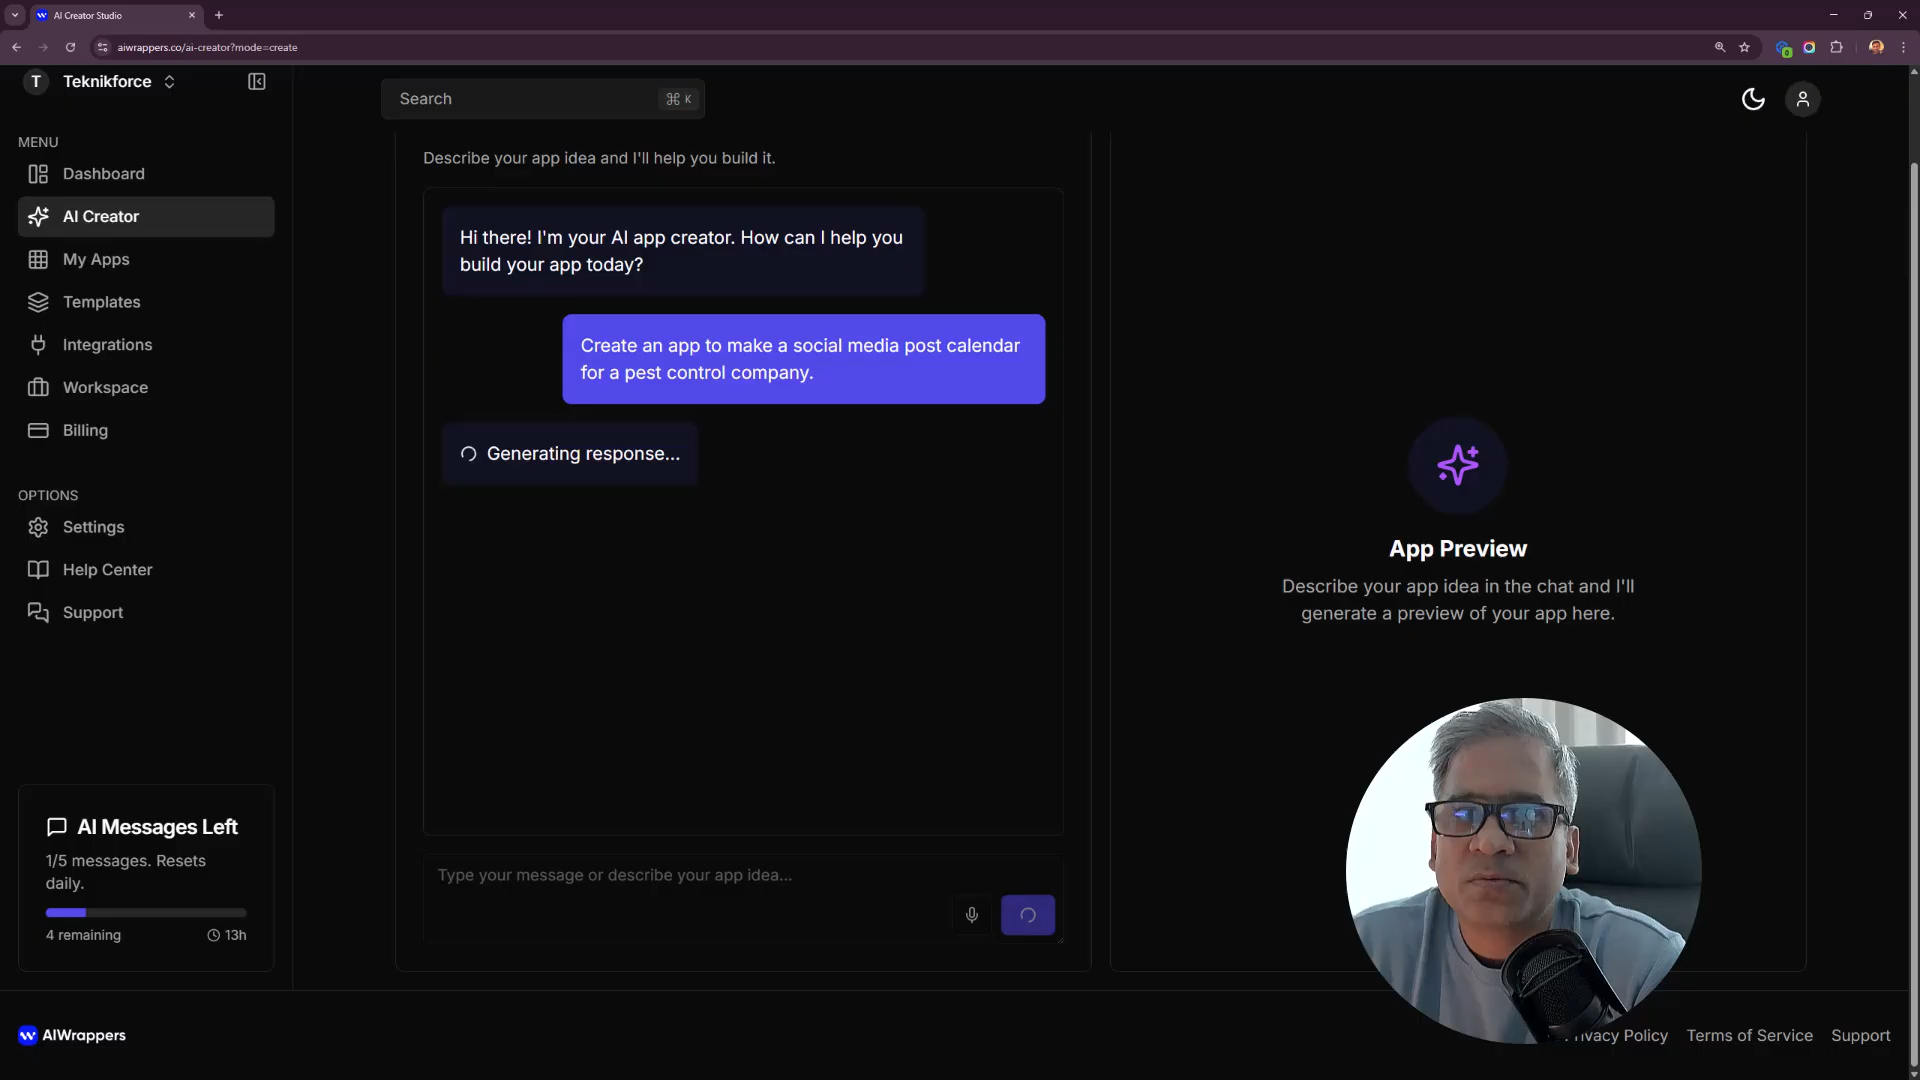 AI Creator Studio
aiwrappers.co/ai-creator?mode=create
T Teknikforce
Search ⌘ K
MENU
Dashboard
AI Creator
My Apps
Templates
Integrations
Workspace
Billing
OPTIONS
Settings
Help Center
Support
AI Messages Left
1/5 messages. Resets
daily.
4 remaining 13h
Describe your app idea and I'll help you build it.
Hi there! I'm your AI app creator. How can I help you
build your app today?
Create an app to make a social media post calendar
for a pest control company.
Generating response...
Type your message or describe your app idea...
App Preview
Describe your app idea in the chat and I'll
generate a preview of your app here.
AIWrappers
Policy Terms of Service Support